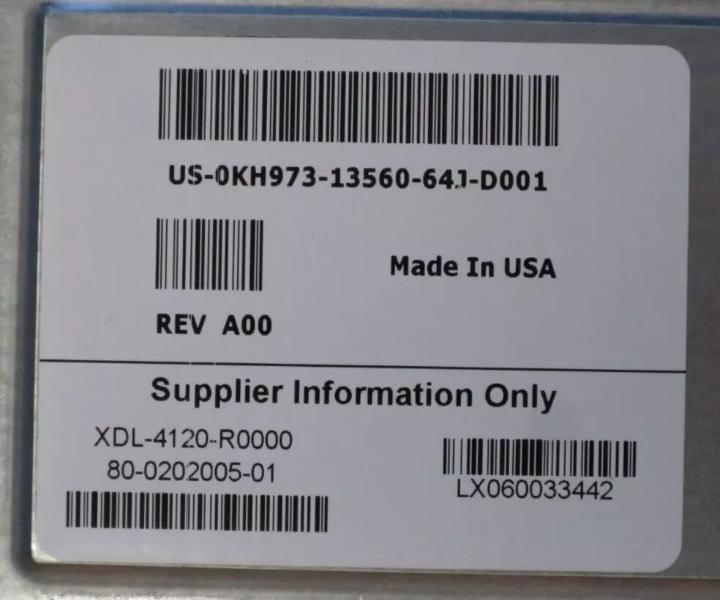 US-0KH973-13560-64J-D001
Made In USA
REV A00
Supplier Information Only
XDL-4120-R0000
80-0202005-01
LX060033442